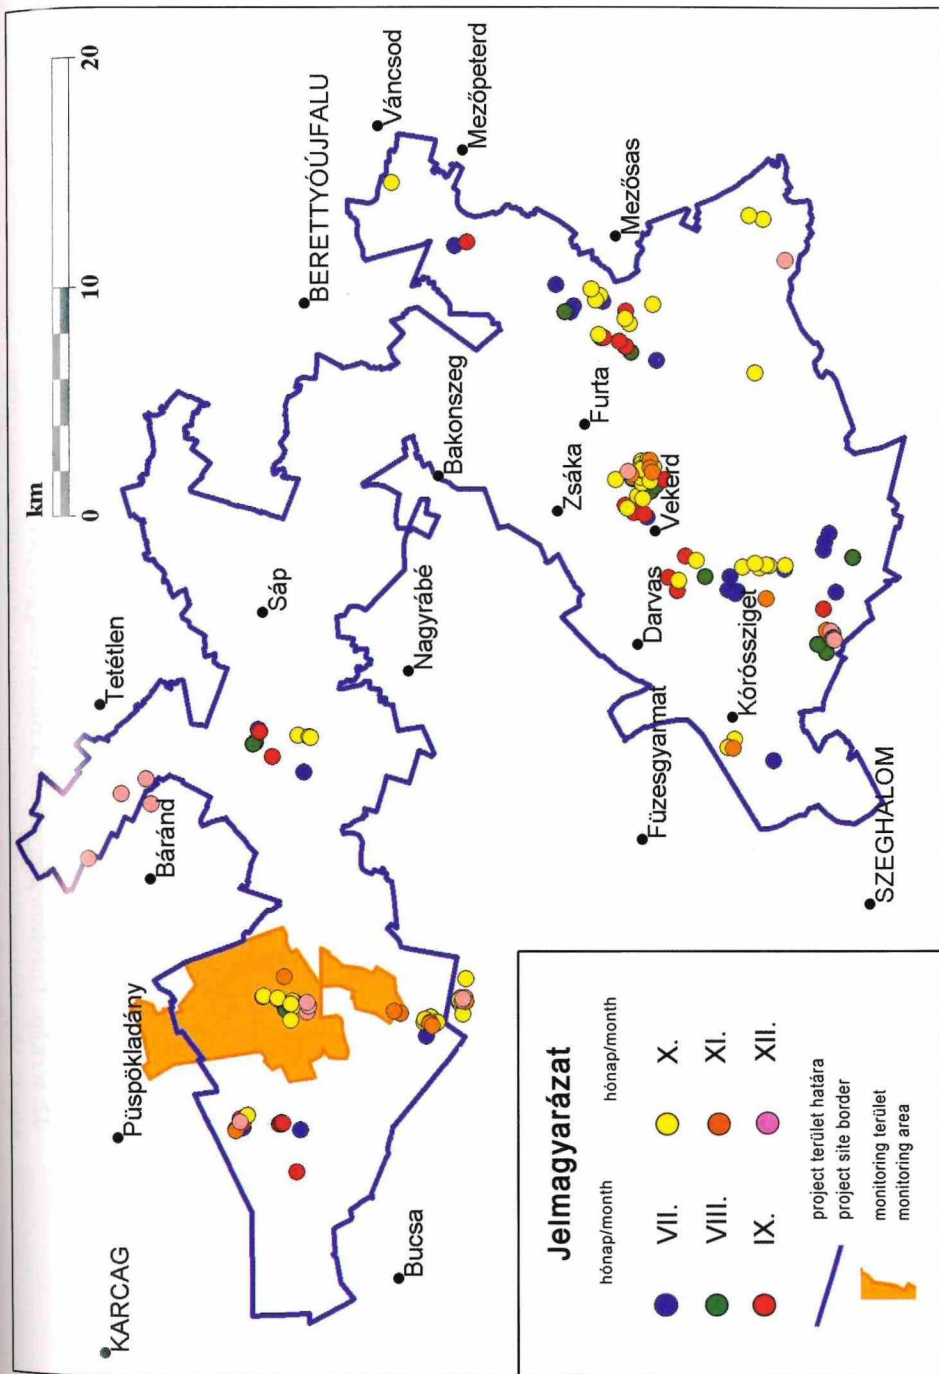 km
0
10
20
KARCAG
Püspökladány
Báránd
Tetétlen
Sáp
BERETTYÓÚJFALU
Váncsod
Mezőpeterd
Bucsa
Nagyrábé
Bakonszeg
Zsáka
Furta
Mezősas
Füzesgyarmat
Darvas
Vekerd
Kórósziget
SZEGHALOM
Jelmagyarázat
hónap/month
hónap/month
VII.
X.
VIII.
XI.
IX.
XII.
project terület határa
project site border
monitoring terület
monitoring area